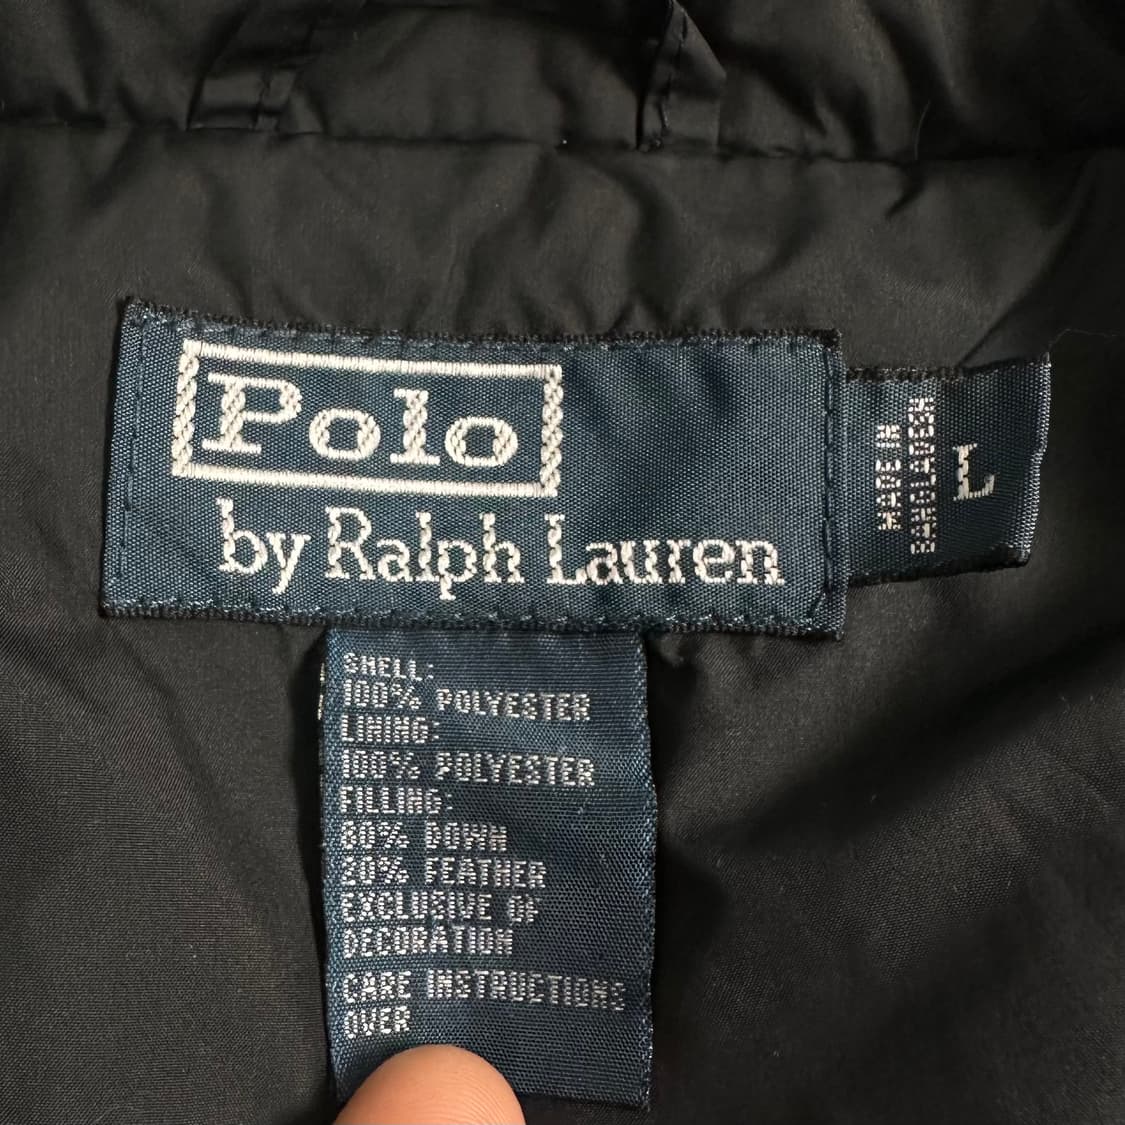 Polo
by Ralph Lauren
MADE IN
BANGLADESH
L
SHELL:
100% POLYESTER
LINING:
100% POLYESTER
FILLING:
80% DOWN
20% FEATHER
EXCLUSIVE OF
DECORATION
CARE INSTRUCTIONS
OVER